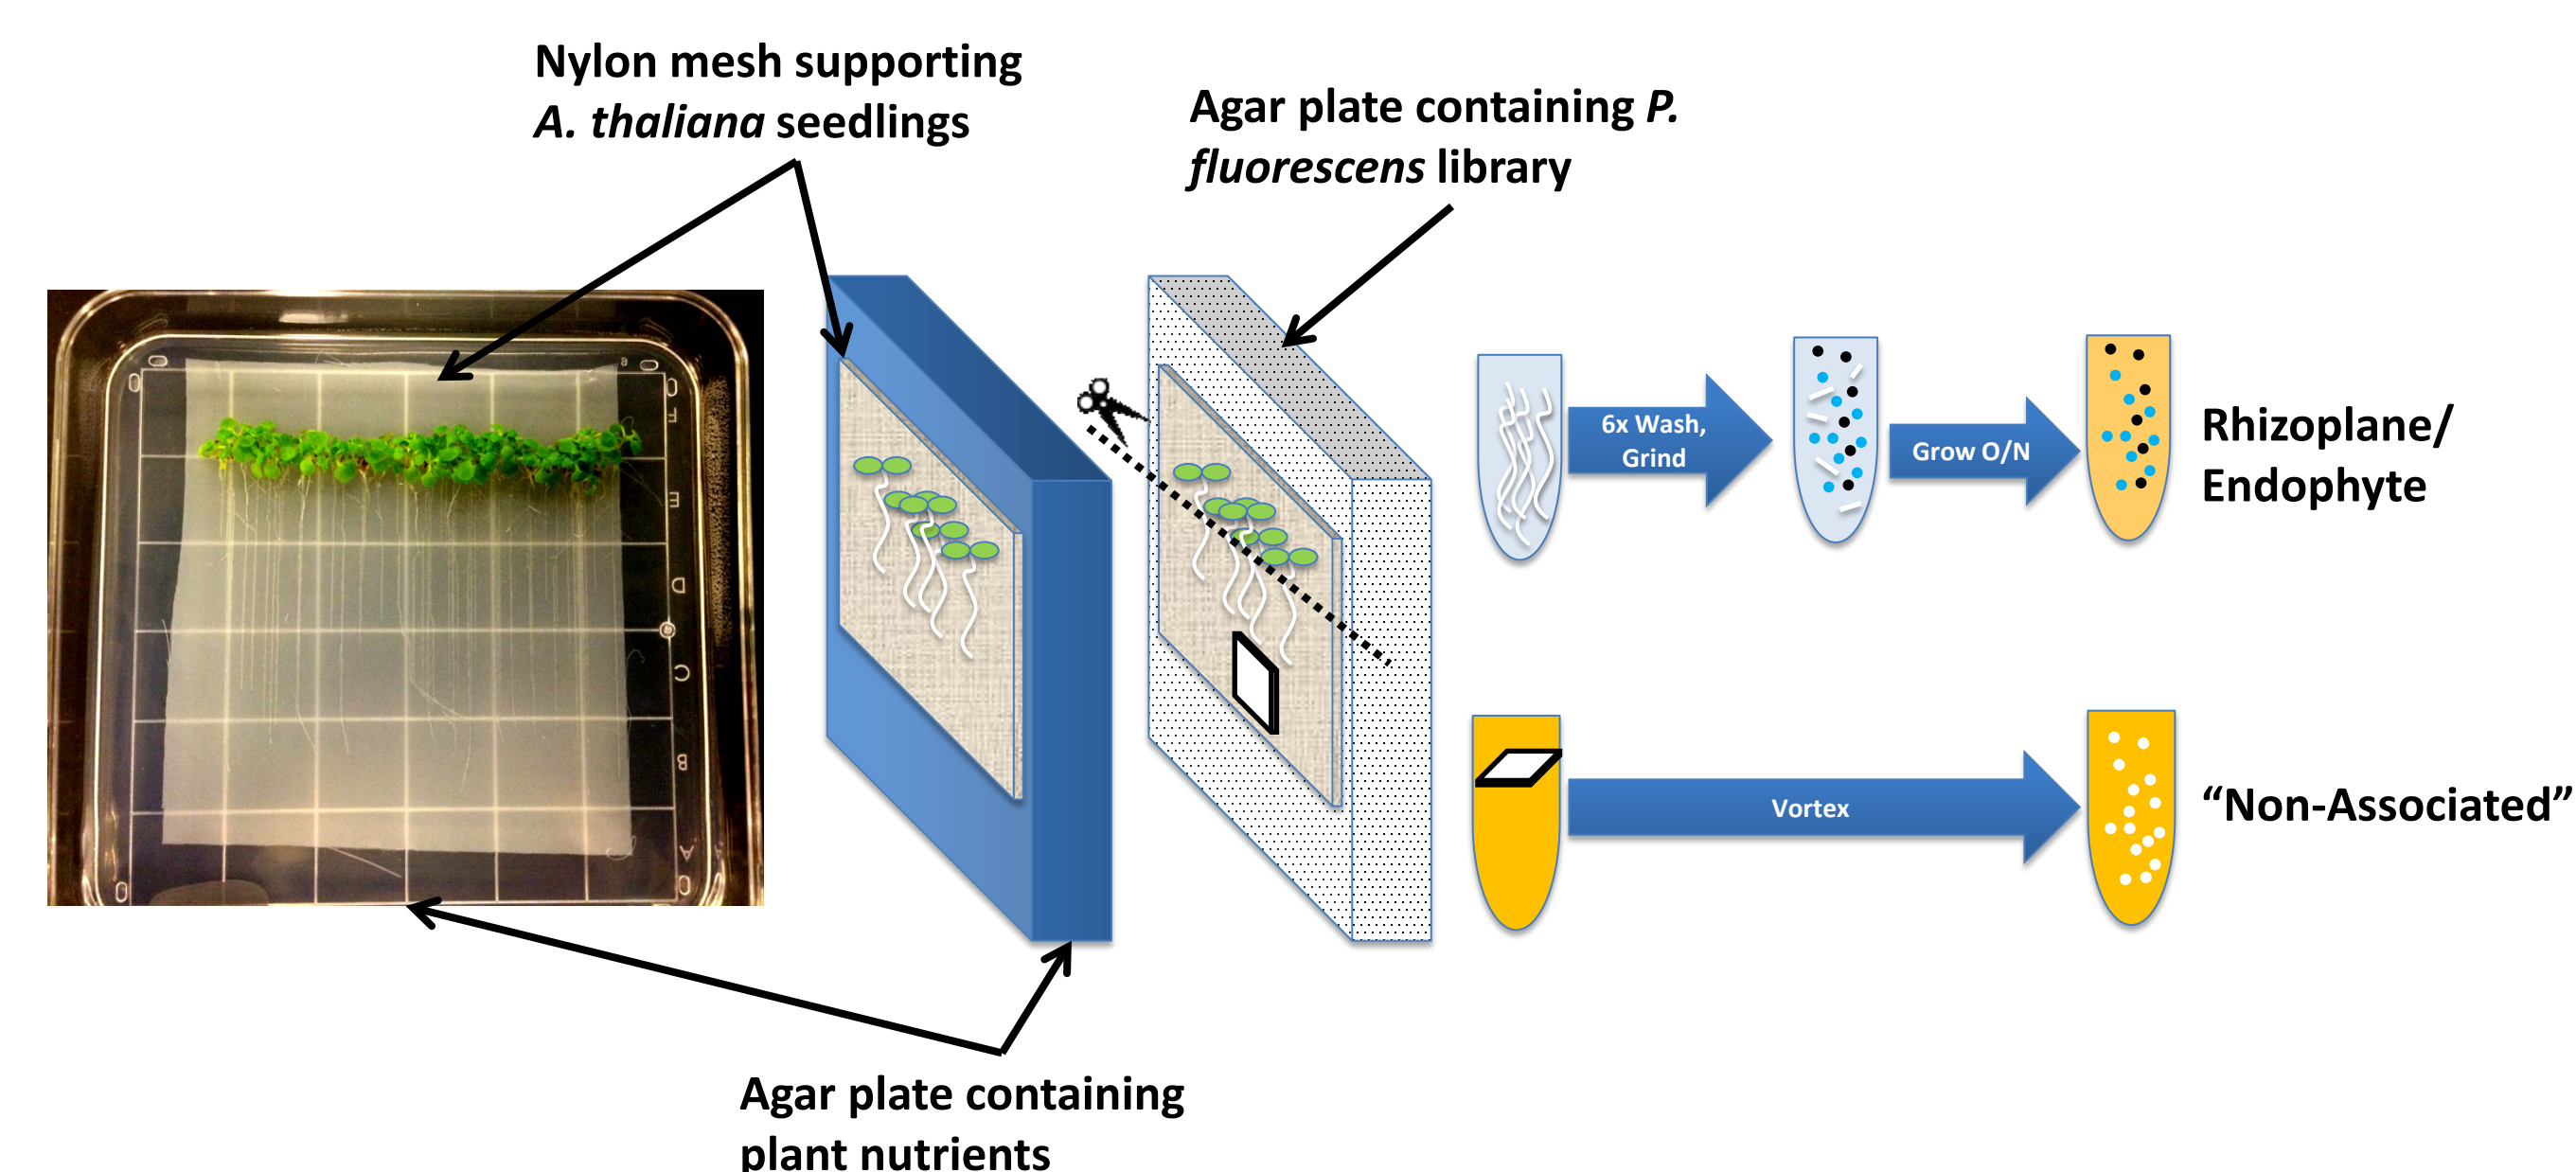 Nylon mesh supporting
A. thaliana seedlings
Agar plate containing P.
fluorescens library
6x Wash,
Grind
Grow O/N
Rhizoplane/
Endophyte
Vortex
“Non-Associated”
Agar plate containing
plant nutrients
E
D
C
B
A